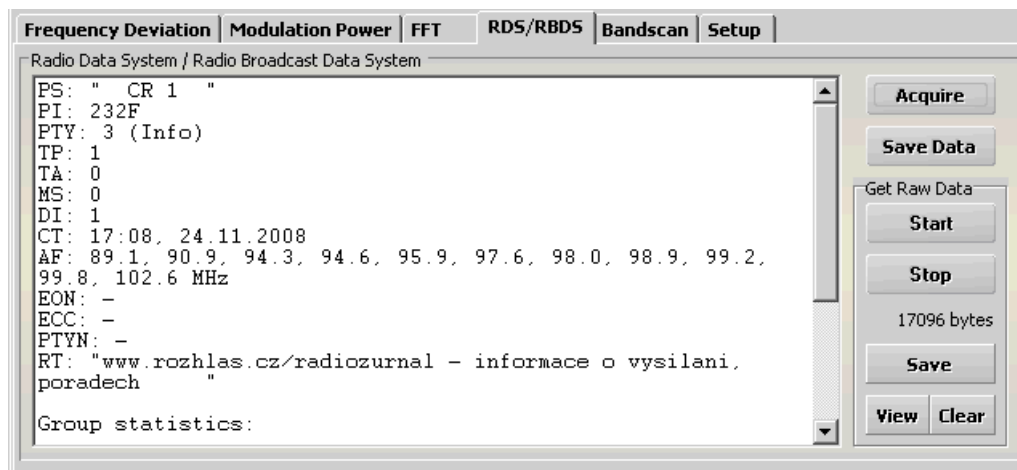 Frequency Deviation Modulation Power FFT RDS/RBDS Bandscan Setup
Radio Data System / Radio Broadcast Data System
PS: "  CR 1  "
PI: 232F
PTY: 3 (Info)
TP: 1
TA: 0
MS: 0
DI: 1
CT: 17:08, 24.11.2008
AF: 89.1, 90.9, 94.3, 94.6, 95.9, 97.6, 98.0, 98.9, 99.2,
99.8, 102.6 MHz
EON: -
ECC: -
PTYN: -
RT: "www.rozhlas.cz/radiozurnal - informace o vysilani,
poradech      "
Group statistics:
Acquire
Save Data
Get Raw Data
Start
Stop
17096 bytes
Save
View Clear